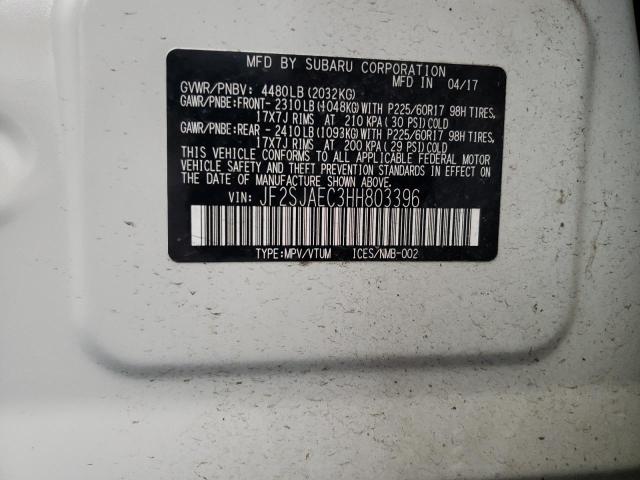 MFD BY SUBARU CORPORATION
MFD IN 04/17
GVWR/PNBV: 4480LB (2032KG)
GAWR/PNBE:FRONT- 2310LB (1048KG) WITH P225/60R17 98H TIRES,
17X7J RIMS AT 210 KPA (30 PSI) COLD
GAWR/PNBE:REAR - 2410LB (1093KG) WITH P225/60R17 98H TIRES,
17X7J RIMS AT 200 KPA (29 PSI) COLD
THIS VEHICLE CONFORMS TO ALL APPLICABLE FEDERAL MOTOR
VEHICLE SAFETY BUMPER, AND THEFT PREVENTION STANDARDS IN EFFECT
ON THE DATE OF MANUFACTURE SHOWN ABOVE.
VIN: JF2SJAEC3HH803396
TYPE:MPV/VTUM ICES/NMB-002